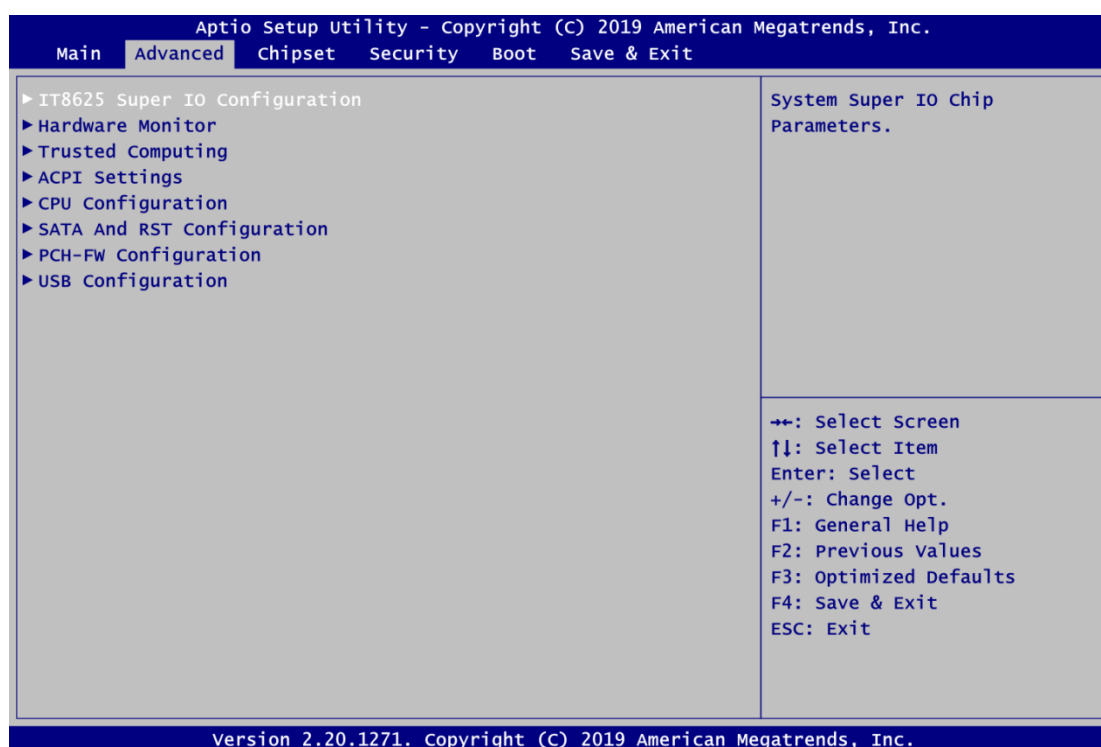 Aptio Setup Utility - Copyright (C) 2019 American Megatrends, Inc.
Main Advanced Chipset Security Boot Save & Exit
►IT8625 Super IO Configuration
►Hardware Monitor
►Trusted Computing
►ACPI Settings
►CPU Configuration
►SATA And RST Configuration
►PCH-FW Configuration
►USB Configuration
System Super IO Chip
Parameters.
→←: Select Screen
↑↓: Select Item
Enter: Select
+/-: Change Opt.
F1: General Help
F2: Previous Values
F3: Optimized Defaults
F4: Save & Exit
ESC: Exit
Version 2.20.1271. Copyright (C) 2019 American Megatrends, Inc.